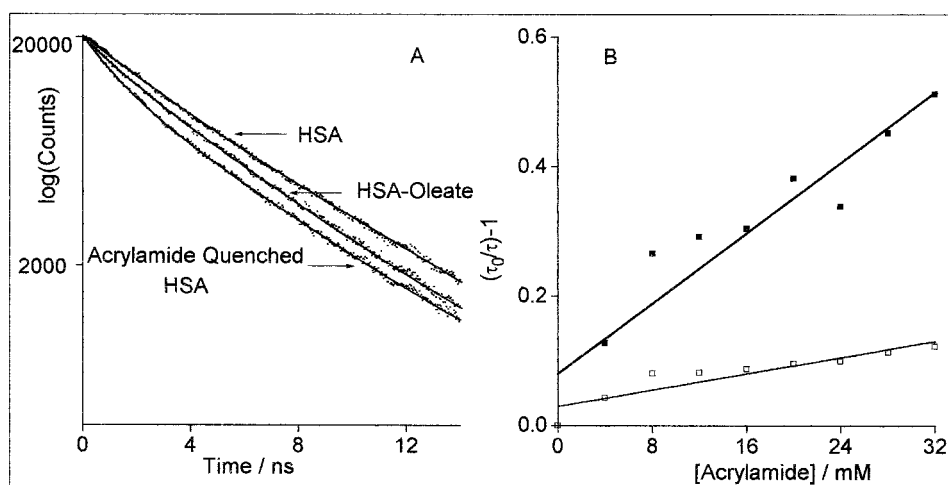 A
20000
2000
log(Counts)
HSA
HSA-Oleate
Acrylamide Quenched
HSA
0
4
8
12
Time / ns
B
0.6
0.4
0.2
0.0
(τ0/τ)-1
0
8
16
24
32
[Acrylamide] / mM